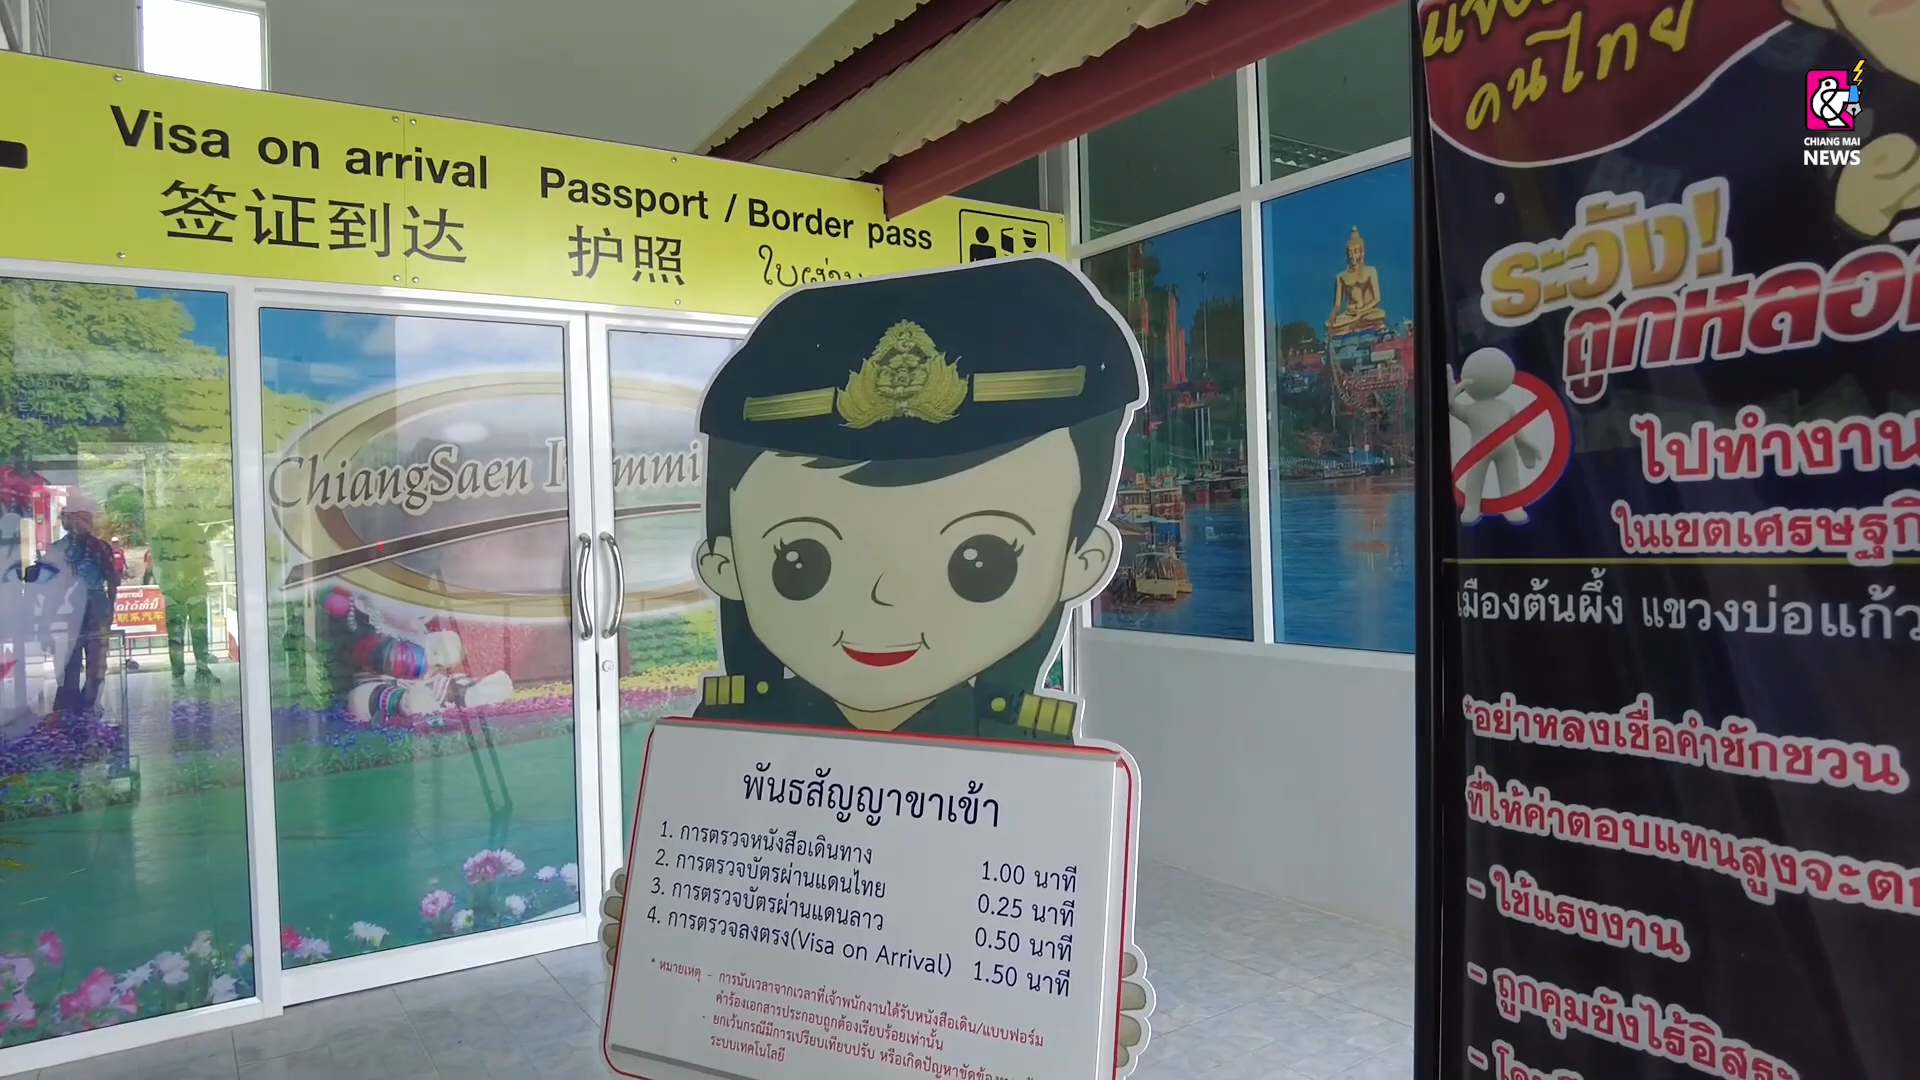 Visa on arrival
签证到达
Passport / Border pass
护照
ChiangSaen
พันธสัญญาขาเข้า
1. การตรวจหนังสือเดินทาง 1.00 นาที
2. การตรวจบัตรผ่านแดนไทย 0.25 นาที
3. การตรวจบัตรผ่านแดนลาว 0.50 นาที
4. การตรวจลงตรง(Visa on Arrival) 1.50 นาที
* หมายเหตุ - การนับเวลาจากเวลาที่เจ้าพนักงานได้รับหนังสือเดิน/แบบฟอร์ม
คำร้องเอกสารประกอบถูกต้องเรียบร้อยเท่านั้น
- ยกเว้นกรณีมีการเปรียบเทียบปรับ หรือเกิดปัญหาขัดข้อง
ระบบเทคโนโลยี
คนไทย
ระวัง!
ถูกหลอก
ไปทำงาน
ในเขตเศรษฐกิ
เมืองต้นผึ้ง แขวงบ่อแก้ว
*อย่าหลงเชื่อคำชักชวน
ที่ให้ค่าตอบแทนสูงจะตก
- ใช้แรงงาน
- ถูกคุมขังไร้อิสระ
CHIANG MAI
NEWS